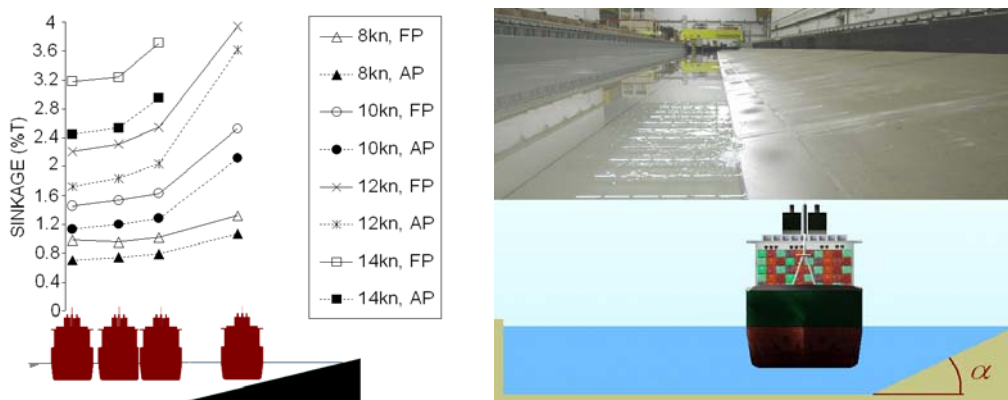 SINKAGE (%T)
4
3.6
3.2
2.8
2.4
2
1.6
1.2
0.8
0.4
0
8kn, FP
8kn, AP
10kn, FP
10kn, AP
12kn, FP
12kn, AP
14kn, FP
14kn, AP
α